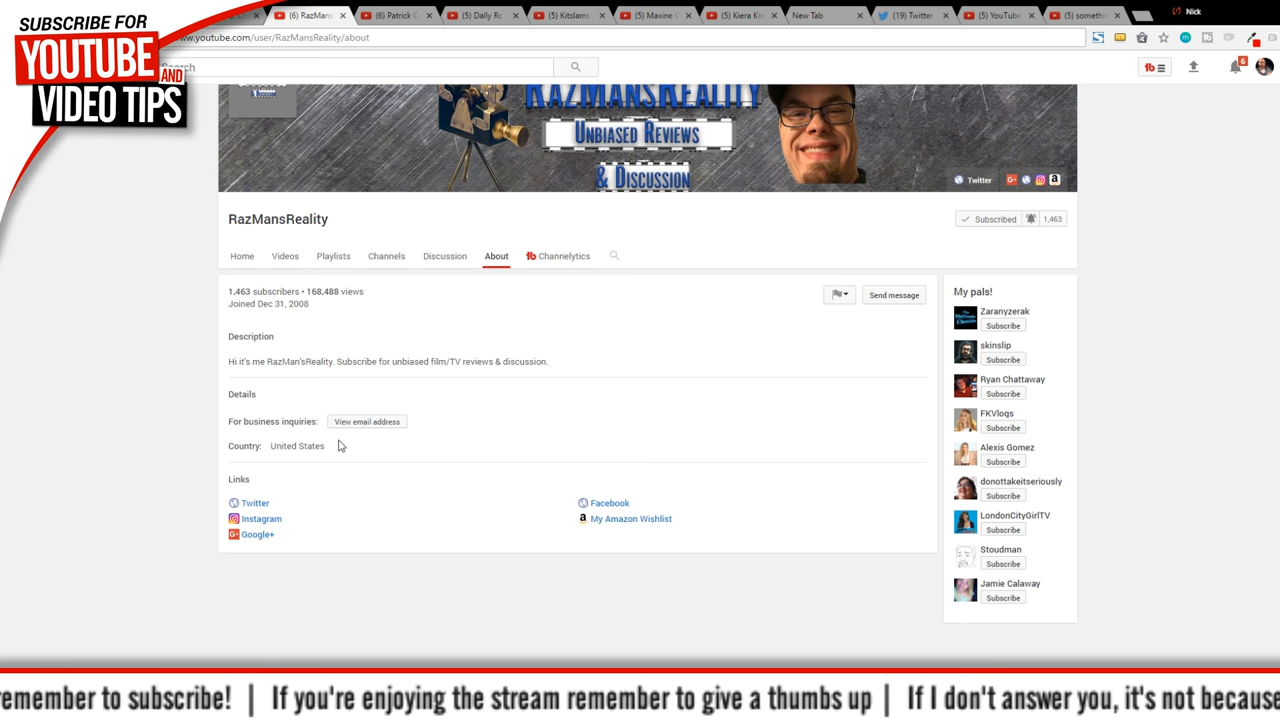 SUBSCRIBE FOR
YOUTUBE
AND
VIDEO TIPS
(6) RazMans
(6) Patrick C
(5) Daily Ro
(5) Kitslams
(5) Maxine C
(5) Kiera Ki
New Tab
(19) Twitter
(5) YouTube
(5) someth
Nick
www.youtube.com/user/RazMansReality/about
Search
6
RAZMANSREALITY
UNBIASED REVIEWS
& DISCUSSION
Twitter
RazMansReality
Subscribed 1,463
Home Videos Playlists Channels Discussion About Channelytics
1,463 subscribers • 168,488 views
Joined Dec 31, 2008
Send message
Description
Hi it's me RazMan'sReality. Subscribe for unbiased film/TV reviews & discussion.
Details
For business inquiries: View email address
Country: United States
Links
Twitter
Facebook
Instagram
My Amazon Wishlist
Google+
My pals!
Zaranyzerak
Subscribe
skinslip
Subscribe
Ryan Chattaway
Subscribe
FKVlogs
Subscribe
Alexis Gomez
Subscribe
donottakeitseriously
Subscribe
LondonCityGirlTV
Subscribe
Stoudman
Subscribe
Jamie Calaway
Subscribe
emember to subscribe! | If you're enjoying the stream remember to give a thumbs up | If I don't answer you, it's not because